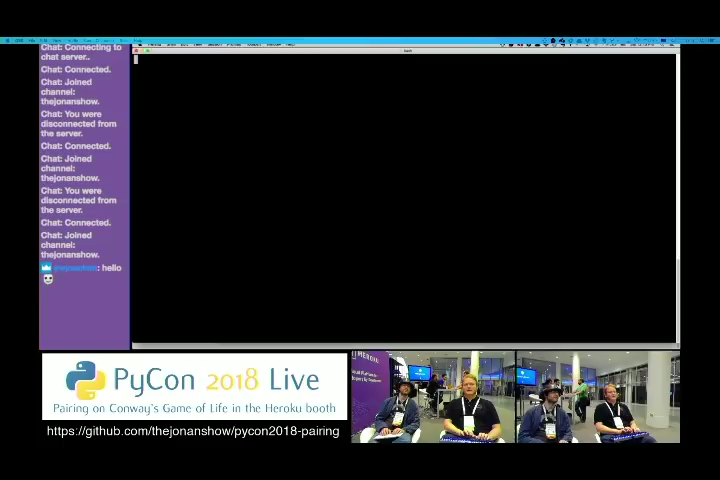 Chat: Connecting to
chat server..
Chat: Connected.
Chat: Joined
channel:
thejonanshow.
Chat: You were
disconnected from
the server.
Chat: Connected.
Chat: Joined
channel:
thejonanshow.
Chat: You were
disconnected from
the server.
Chat: Connected.
Chat: Joined
channel:
thejonanshow.
: hello
PyCon 2018 Live
Pairing on Conway's Game of Life in the Heroku booth
https://github.com/thejonanshow/pycon2018-pairing
HEROKU